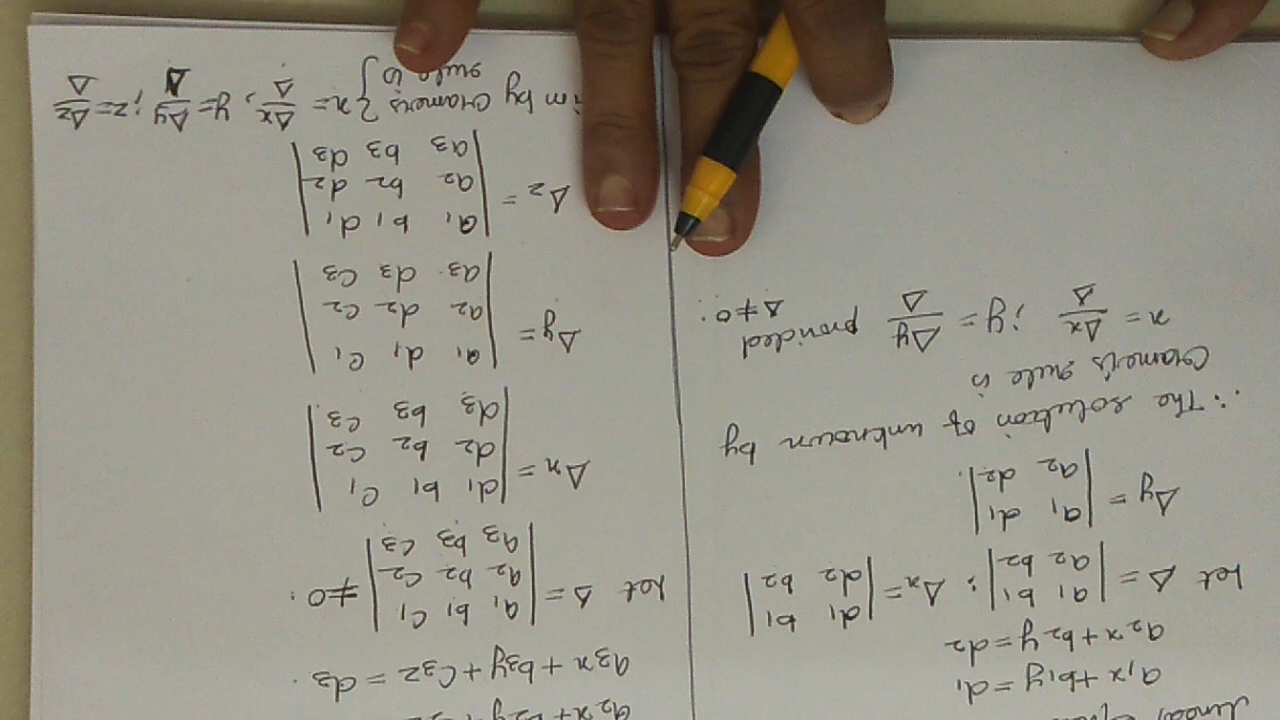 a₁x + b₁y = d₁
a₂x + b₂y = d₂
Let Δ = | a₁ b₁ | ; Δx = | d₁ b₁ |
| a₂ b₂ | | d₂ b₂ |
Δy = | a₁ d₁ |
| a₂ d₂ | .
∴ The solution of unknown by
Cramer's rule is
x = Δx/Δ ; y = Δy/Δ provided Δ ≠ 0 .
a₂x + b₂y
a₃x + b₃y + c₃z = d₃ .
Let Δ = | a₁ b₁ c₁ |
| a₂ b₂ c₂ | ≠ 0 .
| a₃ b₃ c₃ |
Δx = | d₁ b₁ c₁ |
| d₂ b₂ c₂ |
| d₃ b₃ c₃ |
Δy = | a₁ d₁ c₁ |
| a₂ d₂ c₂ |
| a₃ d₃ c₃ |
Δz = | a₁ b₁ d₁ |
| a₂ b₂ d₂ |
| a₃ b₃ d₃ |
by Cramer's rule is } x = Δx/Δ , y = Δy/Δ ; z = Δz/Δ